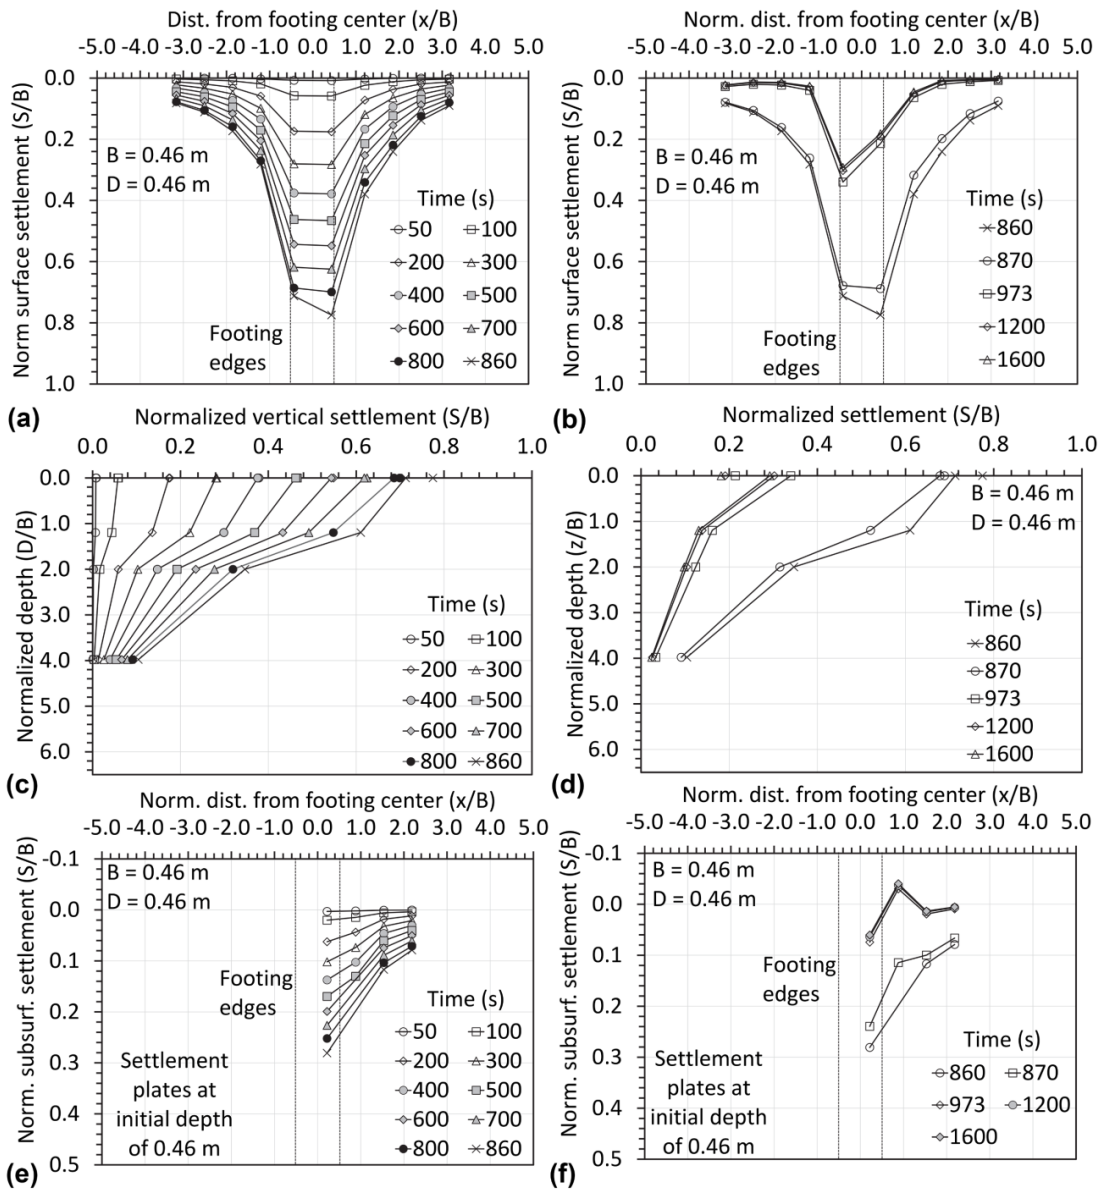 Dist. from footing center (x/B)
-5.0 -4.0 -3.0 -2.0 -1.0 0.0 1.0 2.0 3.0 4.0 5.0
Norm surface settlement (S/B)
0.0
0.2
0.4
0.6
0.8
1.0
B = 0.46 m
D = 0.46 m
Time (s)
50 100
200 300
400 500
600 700
800 860
Footing
edges
(a)
Norm. dist. from footing center (x/B)
-5.0 -4.0 -3.0 -2.0 -1.0 0.0 1.0 2.0 3.0 4.0 5.0
Norm surface settlement (S/B)
0.0
0.2
0.4
0.6
0.8
1.0
B = 0.46 m
D = 0.46 m
Time (s)
860
870
973
1200
1600
Footing
edges
(b)
Normalized vertical settlement (S/B)
0.0 0.2 0.4 0.6 0.8 1.0
Normalized depth (D/B)
0.0
1.0
2.0
3.0
4.0
5.0
6.0
Time (s)
50 100
200 300
400 500
600 700
800 860
(c)
Normalized settlement (S/B)
0.0 0.2 0.4 0.6 0.8 1.0
Normalized depth (z/B)
0.0
1.0
2.0
3.0
4.0
5.0
6.0
B = 0.46 m
D = 0.46 m
Time (s)
860
870
973
1200
1600
(d)
Norm. dist. from footing center (x/B)
-5.0 -4.0 -3.0 -2.0 -1.0 0.0 1.0 2.0 3.0 4.0 5.0
Norm. subsurf. settlement (S/B)
-0.1
0.0
0.1
0.2
0.3
0.4
0.5
B = 0.46 m
D = 0.46 m
Footing
edges
Time (s)
50 100
200 300
400 500
600 700
800 860
Settlement
plates at
initial depth
of 0.46 m
(e)
Norm. dist. from footing center (x/B)
-5.0 -4.0 -3.0 -2.0 -1.0 0.0 1.0 2.0 3.0 4.0 5.0
Norm. subsurf. settlement (S/B)
-0.1
0.0
0.1
0.2
0.3
0.4
0.5
B = 0.46 m
D = 0.46 m
Footing
edges
Time (s)
860 870
973 1200
1600
Settlement
plates at
initial depth
of 0.46 m
(f)